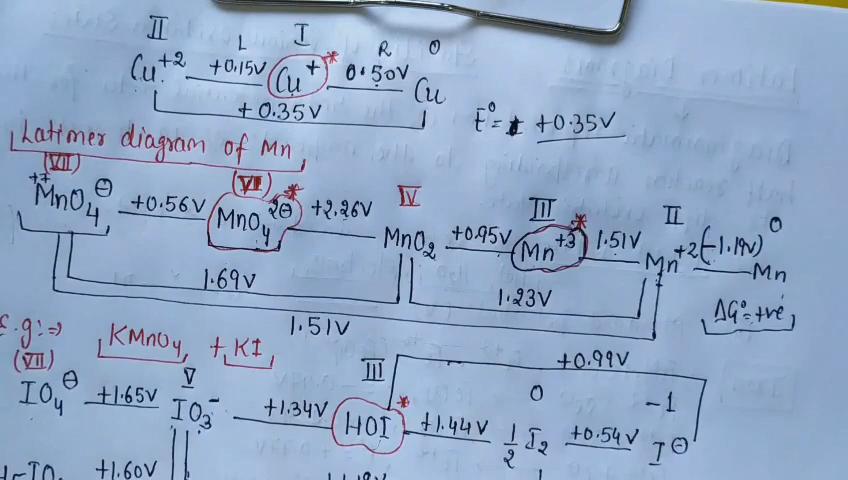 II I
L R 0
Cu+2 +0.15V Cu+ * 0.50V Cu
+0.35V
E°= +0.35V
Latimer diagram of Mn
(VII) (VI) IV III II 0
+7
MnO4⊖ +0.56V MnO4 2⊖ * +2.26V MnO2 +0.95V Mn+3 * 1.51V Mn+2 (-1.19V) Mn
1.69V 1.23V
1.51V
ΔG°=+ve
E.g:⇒ KMnO4 + KI
+0.99V
(VII) V III 0 -1
IO4⊖ +1.65V IO3- +1.34V HOI * +1.44V 1/2 I2 +0.54V I⊖
+1.60V